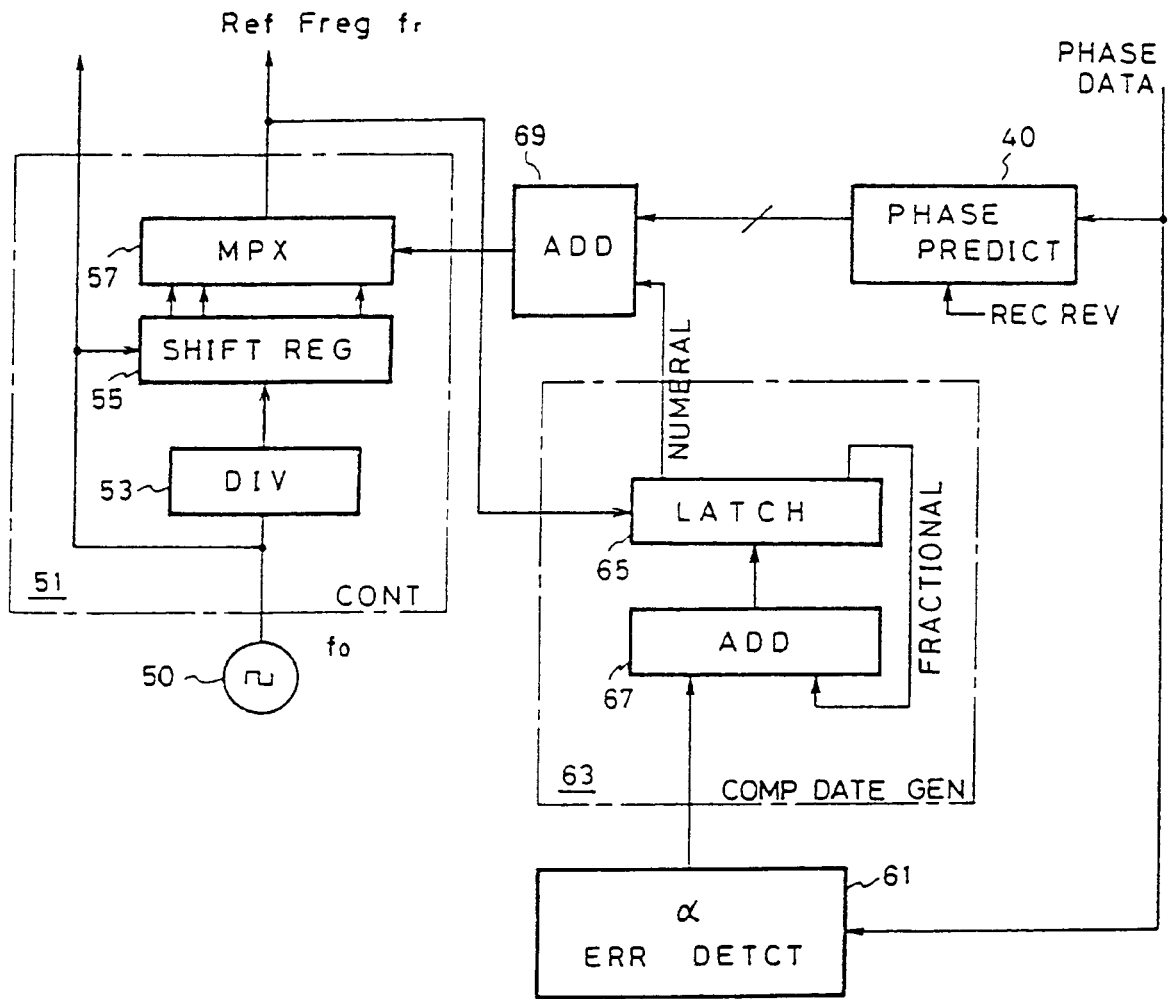 Ref Freg fr
PHASE
DATA
69
40
PHASE
PREDICT
ADD
MPX
57
REC REV
SHIFT REG
55
NUMERAL
DIV
53
LATCH
65
FRACTIONAL
51
CONT
ADD
67
fo
50
63
COMP DATE GEN
61
α
ERR DETCT